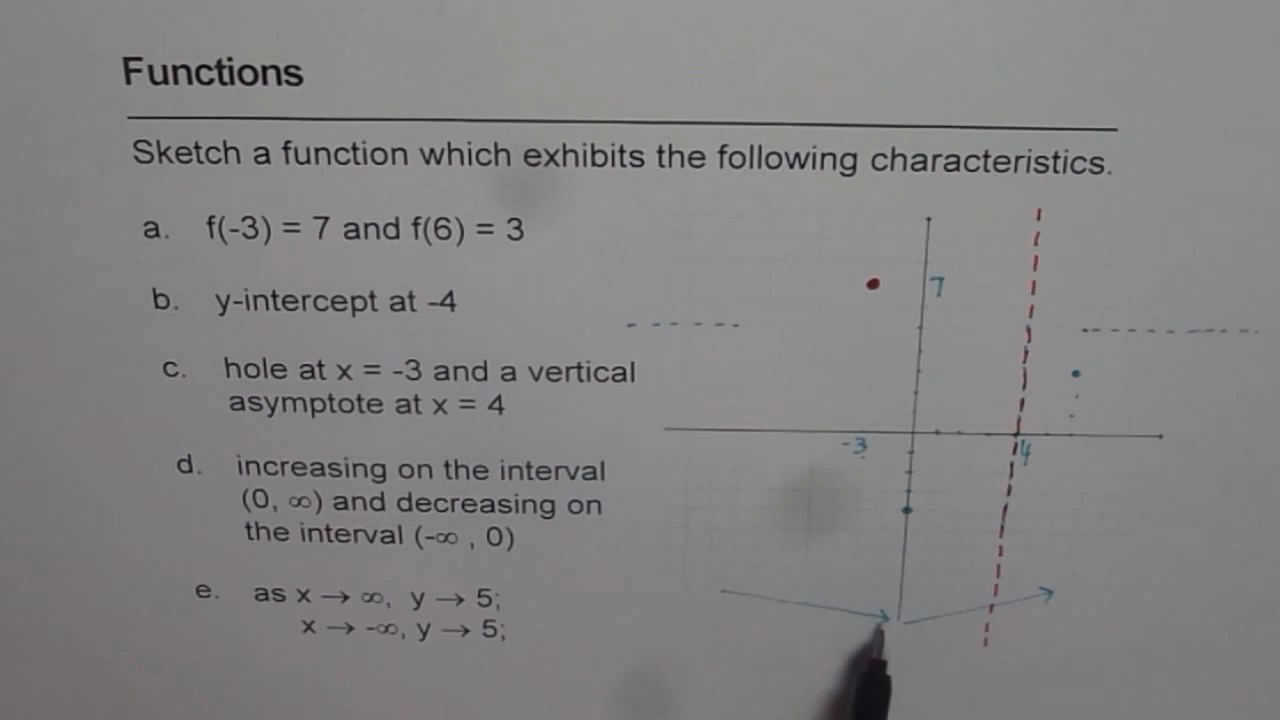 Functions
Sketch a function which exhibits the following characteristics.
a. f(-3) = 7 and f(6) = 3
b. y-intercept at -4
c. hole at x = -3 and a vertical
asymptote at x = 4
d. increasing on the interval
(0, ∞) and decreasing on
the interval (-∞ , 0)
e. as x → ∞, y → 5;
x → -∞, y → 5;
7
-3
4